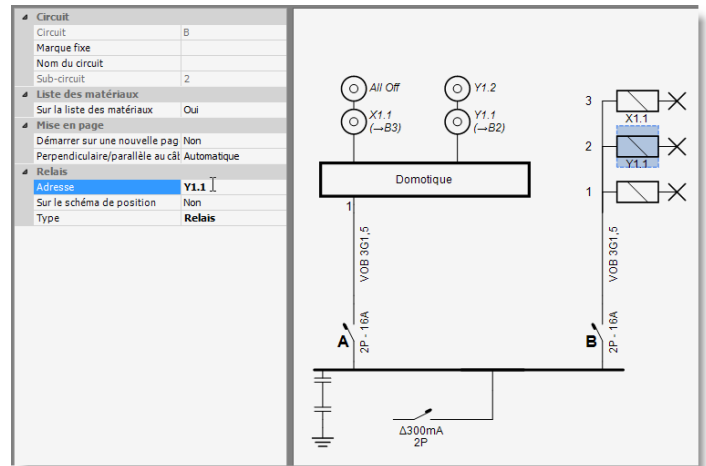 Circuit
Circuit B
Marque fixe
Nom du circuit
Sub-circuit 2
Liste des matériaux
Sur la liste des matériaux Oui
Mise en page
Démarrer sur une nouvelle pag Non
Perpendiculaire/parallèle au câl Automatique
Relais
Adresse Y1.1
Sur le schéma de position Non
Type Relais
All Off
Y1.2
X1.1
(→B3)
Y1.1
(→B2)
Domotique
1
VOB 3G1,5
2P - 16A
A
3
X1.1
2
Y1.1
1
VOB 3G1,5
2P - 16A
B
Δ300mA
2P